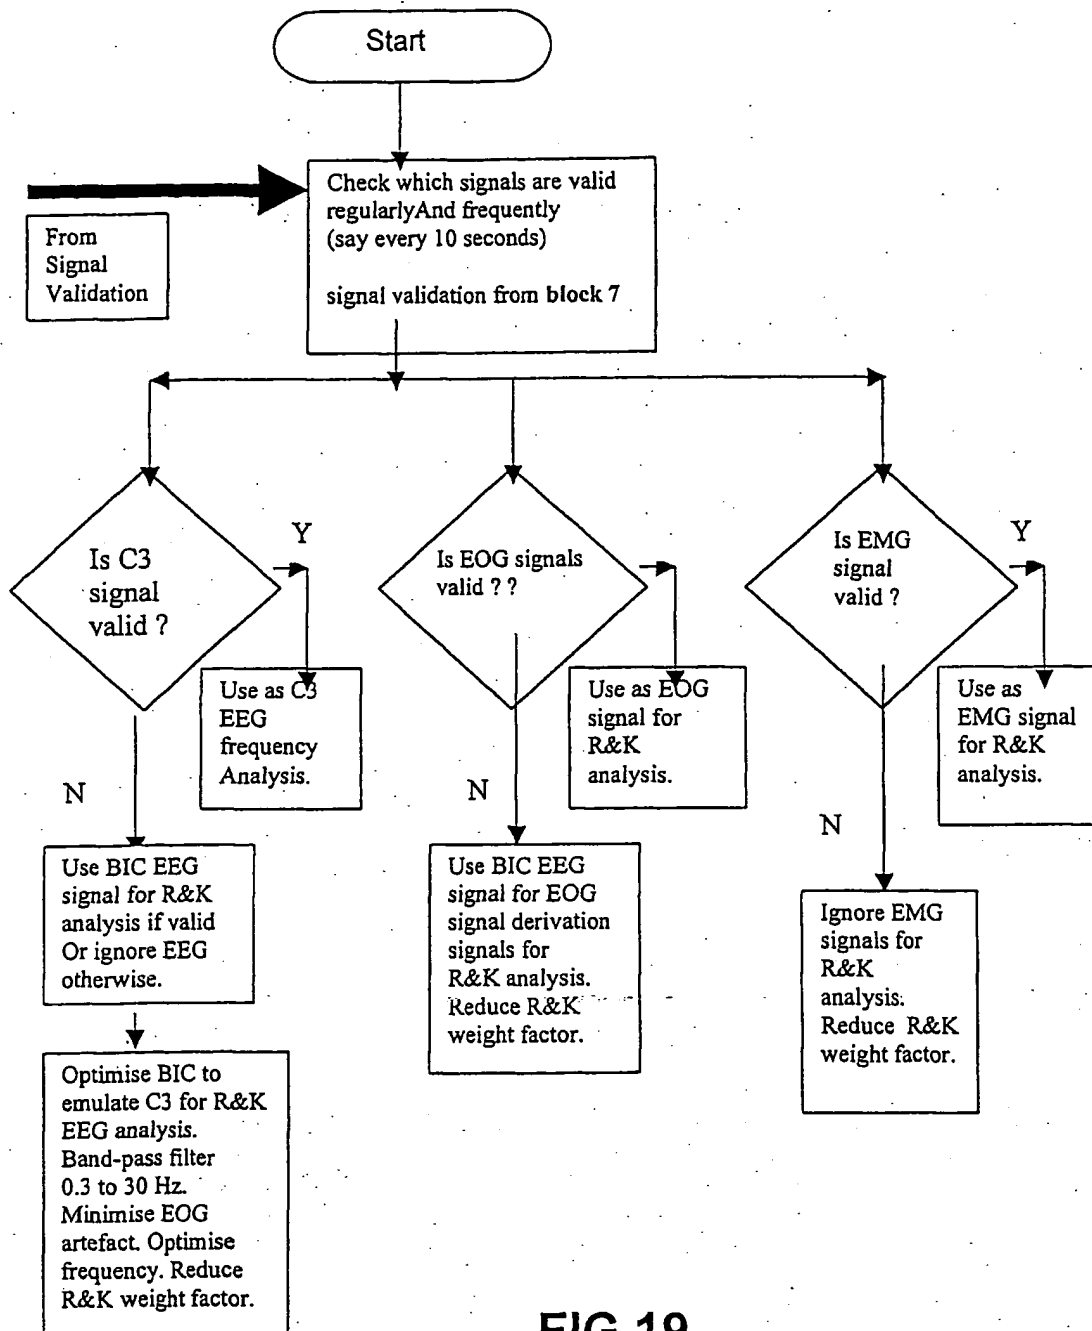 Start
Check which signals are valid
regularlyAnd frequently
(say every 10 seconds)
signal validation from block 7
From
Signal
Validation
Is C3
signal
valid ?
Y
Is EOG signals
valid ? ?
Is EMG
signal
valid ?
Y
Use as C3
EEG
frequency
Analysis.
Use as EOG
signal for
R&K
analysis.
Use as
EMG signal
for R&K
analysis.
N
N
N
Use BIC EEG
signal for R&K
analysis if valid
Or ignore EEG
otherwise.
Use BIC EEG
signal for EOG
signal derivation
signals for
R&K analysis.
Reduce R&K
weight factor.
Ignore EMG
signals for
R&K
analysis.
Reduce R&K
weight factor.
Optimise BIC to
emulate C3 for R&K
EEG analysis.
Band-pass filter
0.3 to 30 Hz.
Minimise EOG
artefact. Optimise
frequency. Reduce
R&K weight factor.
FIG 19